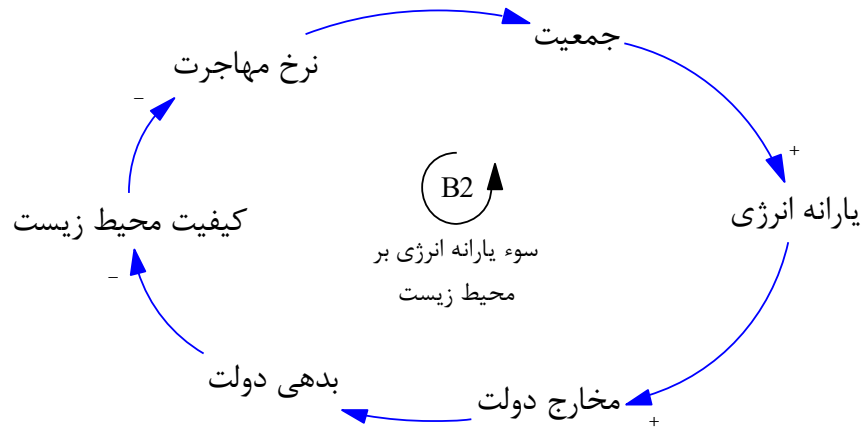 جمعیت
نرخ مهاجرت
–
+
B2
یارانه انرژی
کیفیت محیط زیست
سوء یارانه انرژی بر
محیط زیست
–
بدهی دولت
مخارج دولت
+